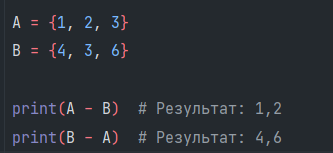 A = {1, 2, 3}
B = {4, 3, 6}
print(A - B)  # Результат: 1,2
print(B - A)  # Результат: 4,6